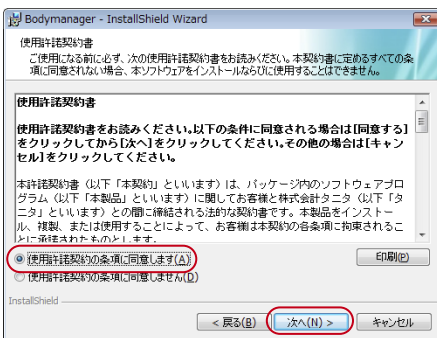 Bodymanager - InstallShield Wizard
使用許諾契約書
ご使用になる前に必ず、次の使用許諾契約書をお読みください。本契約書に定めるすべての条
項に同意されない場合、本ソフトウェアをインストールならびに使用することはできません。
使用許諾契約書
使用許諾契約書をお読みください。以下の条件に同意される場合は[同意する]
をクリックしてから[次へ]をクリックしてください。その他の場合は[キャン
セル]をクリックしてください。
本許諾契約書（以下「本契約」といいます）は、パッケージ内のソフトウェアプロ
グラム（以下「本製品」といいます）に関してお客様と株式会社タニタ（以下「タ
ニタ」といいます）との間に締結される法的な契約書です。本製品をインストー
ル、複製、または使用することによって、お客様は本契約の各条項に拘束されるこ
とに承諾されたものとします。
使用許諾契約の条項に同意します(A)
印刷(P)
使用許諾契約の条項に同意しません(D)
InstallShield
< 戻る(B)
次へ(N) >
キャンセル